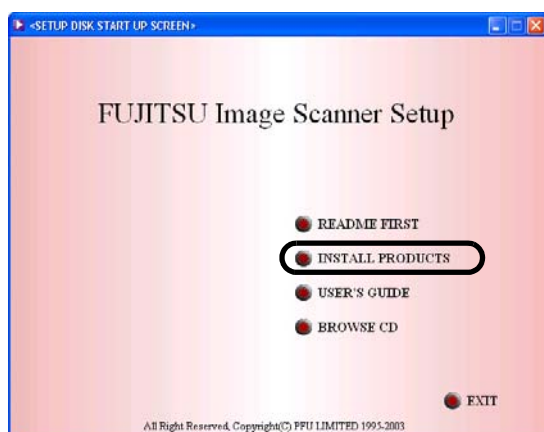 <SETUP DISK START UP SCREEN>
FUJITSU Image Scanner Setup
README FIRST
INSTALL PRODUCTS
USER'S GUIDE
BROWSE CD
EXIT
All Right Reserved, Copyright(C) PFU LIMITED 1995-2003